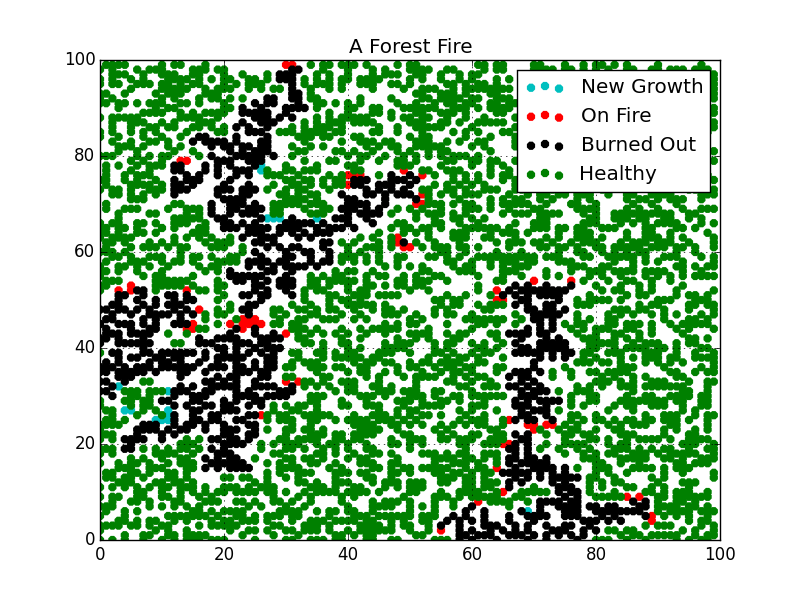 A Forest Fire
100
80
60
40
20
0
0 20 40 60 80 100
New Growth
On Fire
Burned Out
Healthy